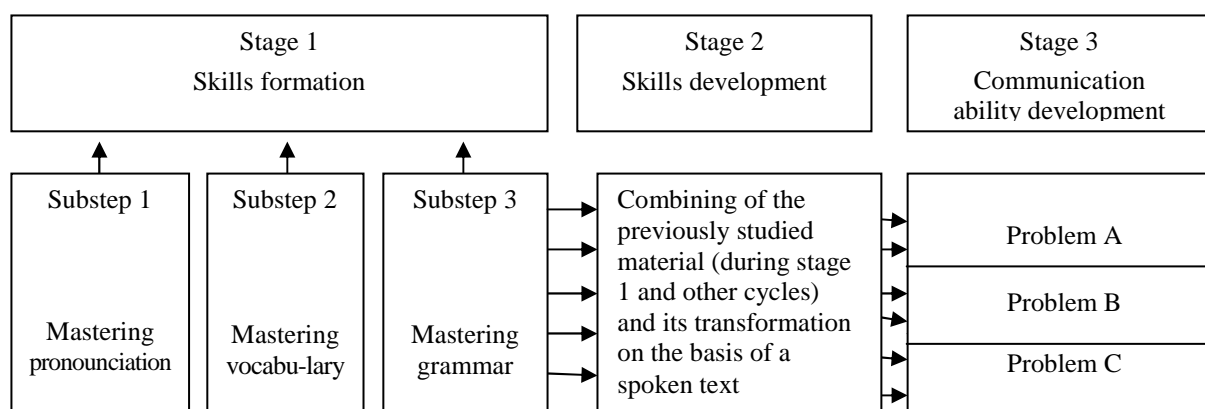 Stage 1
Skills formation
Stage 2
Skills development
Stage 3
Communication
ability development
Substep 1
Mastering
pronounciation
Substep 2
Mastering
vocabu-lary
Substep 3
Mastering
grammar
Combining of the
previously studied
material (during stage
1 and other cycles)
and its transformation
on the basis of a
spoken text
Problem A
Problem B
Problem C